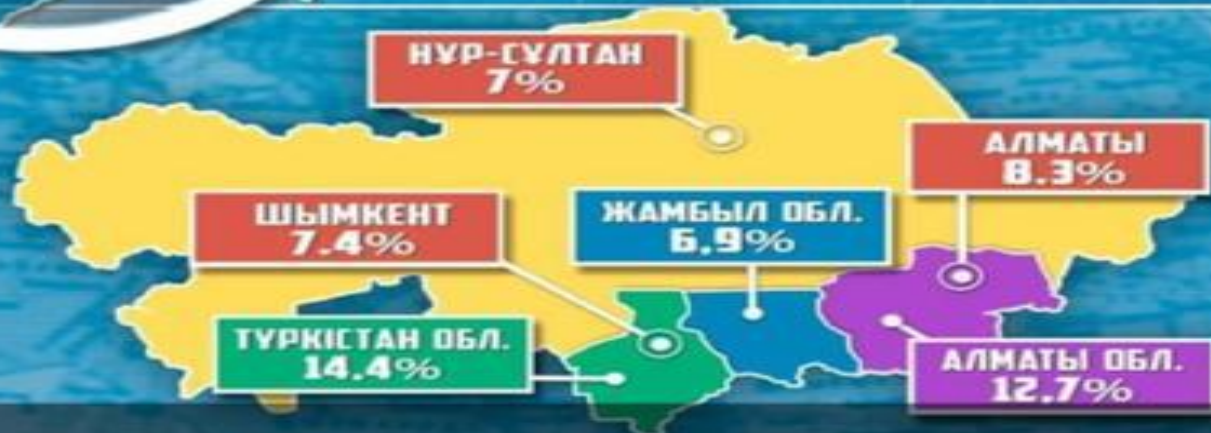 НҰР-СҰЛТАН
7%
АЛМАТЫ
8.3%
ШЫМКЕНТ
7.4%
ЖАМБЫЛ ОБЛ.
6,9%
ТҮРКІСТАН ОБЛ.
14.4%
АЛМАТЫ ОБЛ.
12,7%